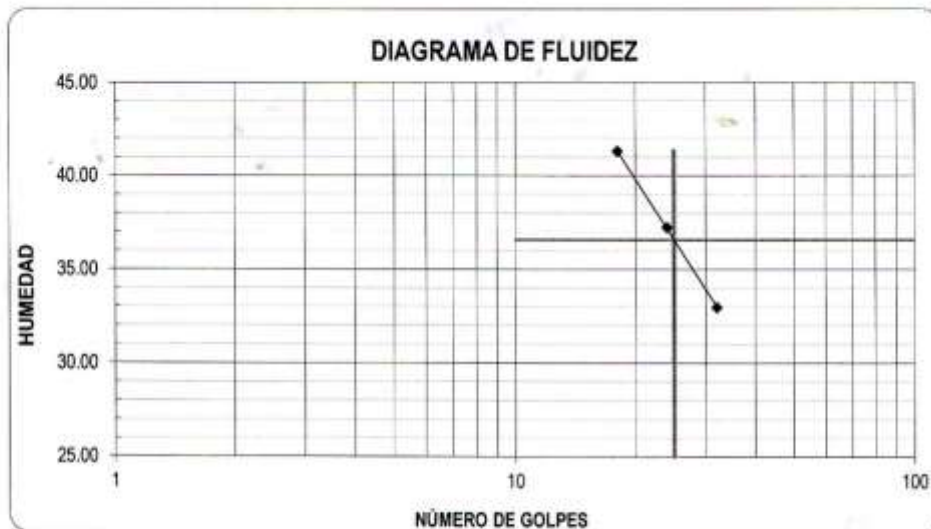 DIAGRAMA DE FLUIDEZ
45.00
40.00
35.00
30.00
25.00
HUMEDAD
1
10
100
NÚMERO DE GOLPES